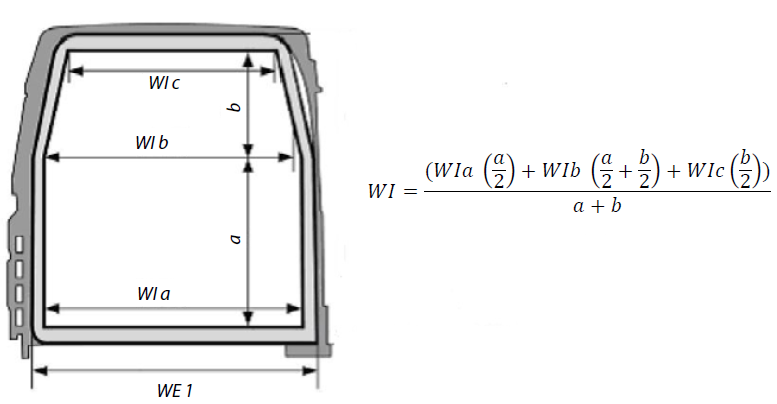 WI c
b
WI b
a
WI a
WE 1
WI = (WIa (a/2) + WIb (a/2 + b/2) + WIc (b/2)) / a + b